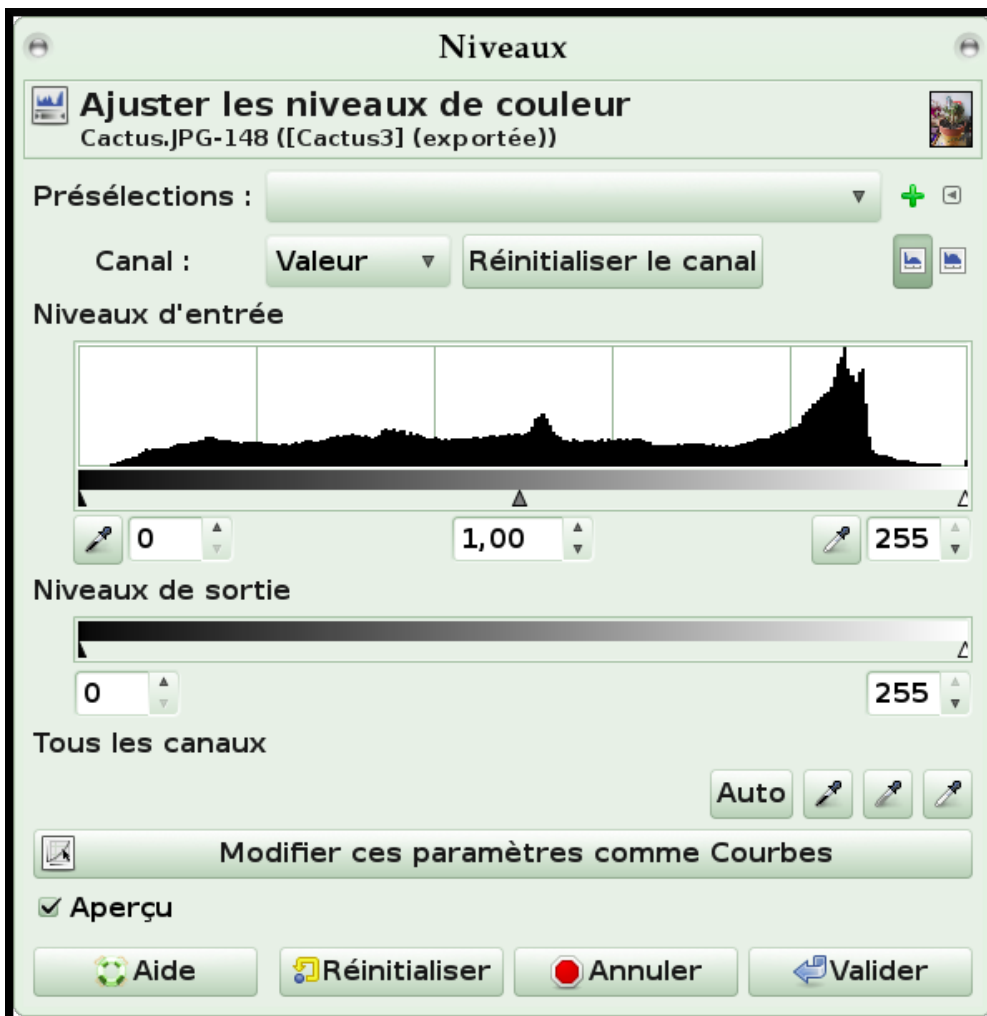 Niveaux
Ajuster les niveaux de couleur
Cactus.JPG-148 ([Cactus3] (exportée))
Présélections :
Canal : Valeur Réinitialiser le canal
Niveaux d'entrée
0 1,00 255
Niveaux de sortie
0 255
Tous les canaux
Auto
Modifier ces paramètres comme Courbes
Aperçu
Aide Réinitialiser Annuler Valider